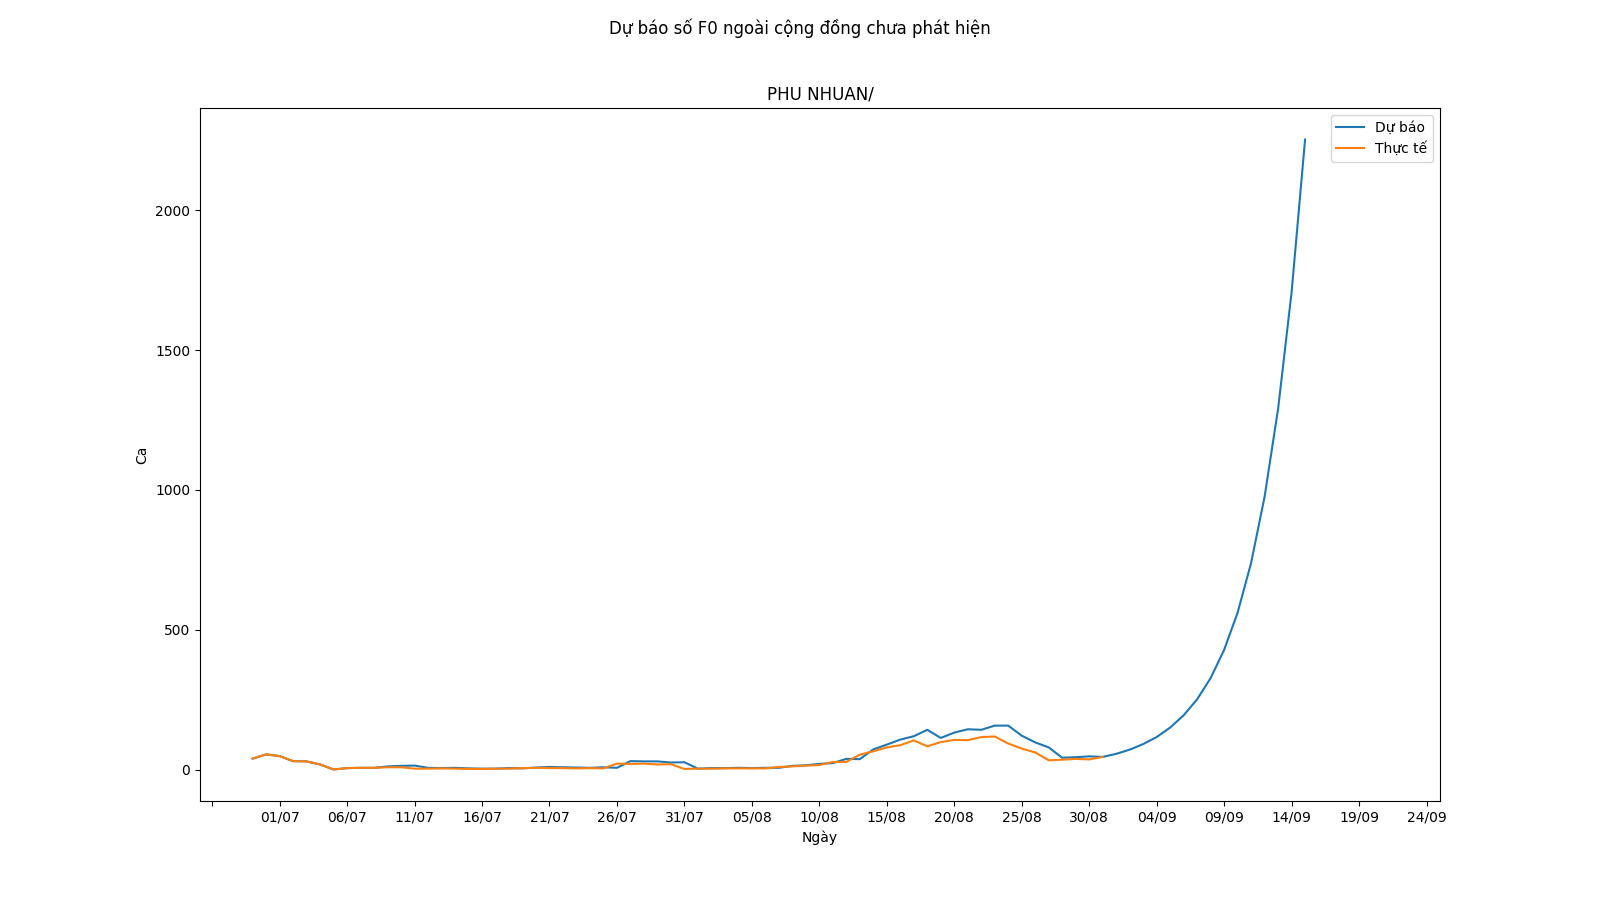 Dự báo số F0 ngoài cộng đồng chưa phát hiện
PHU NHUAN/
Dự báo
Thực tế
2000
1500
1000
500
0
Ca
01/07 06/07 11/07 16/07 21/07 26/07 31/07 05/08 10/08 15/08 20/08 25/08 30/08 04/09 09/09 14/09 19/09 24/09
Ngày